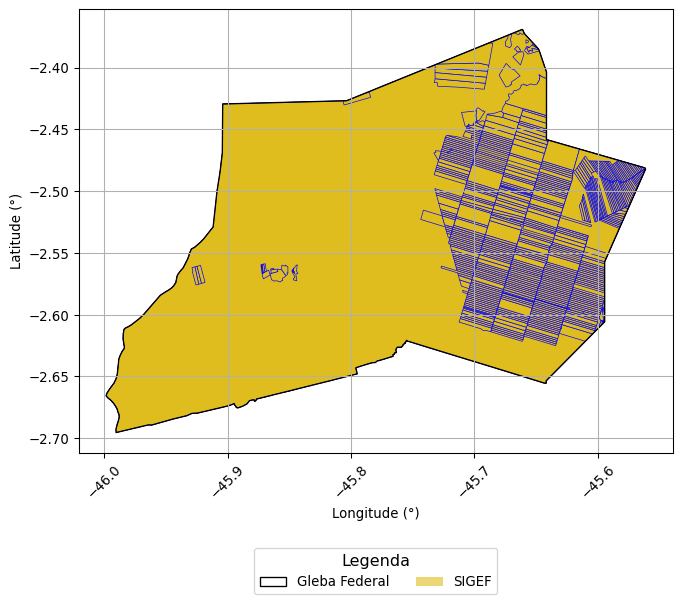 −2.40
−2.45
−2.50
−2.55
−2.60
−2.65
−2.70
Latitude (°)
−46.0
−45.9
−45.8
−45.7
−45.6
Longitude (°)
Legenda
Gleba Federal
SIGEF